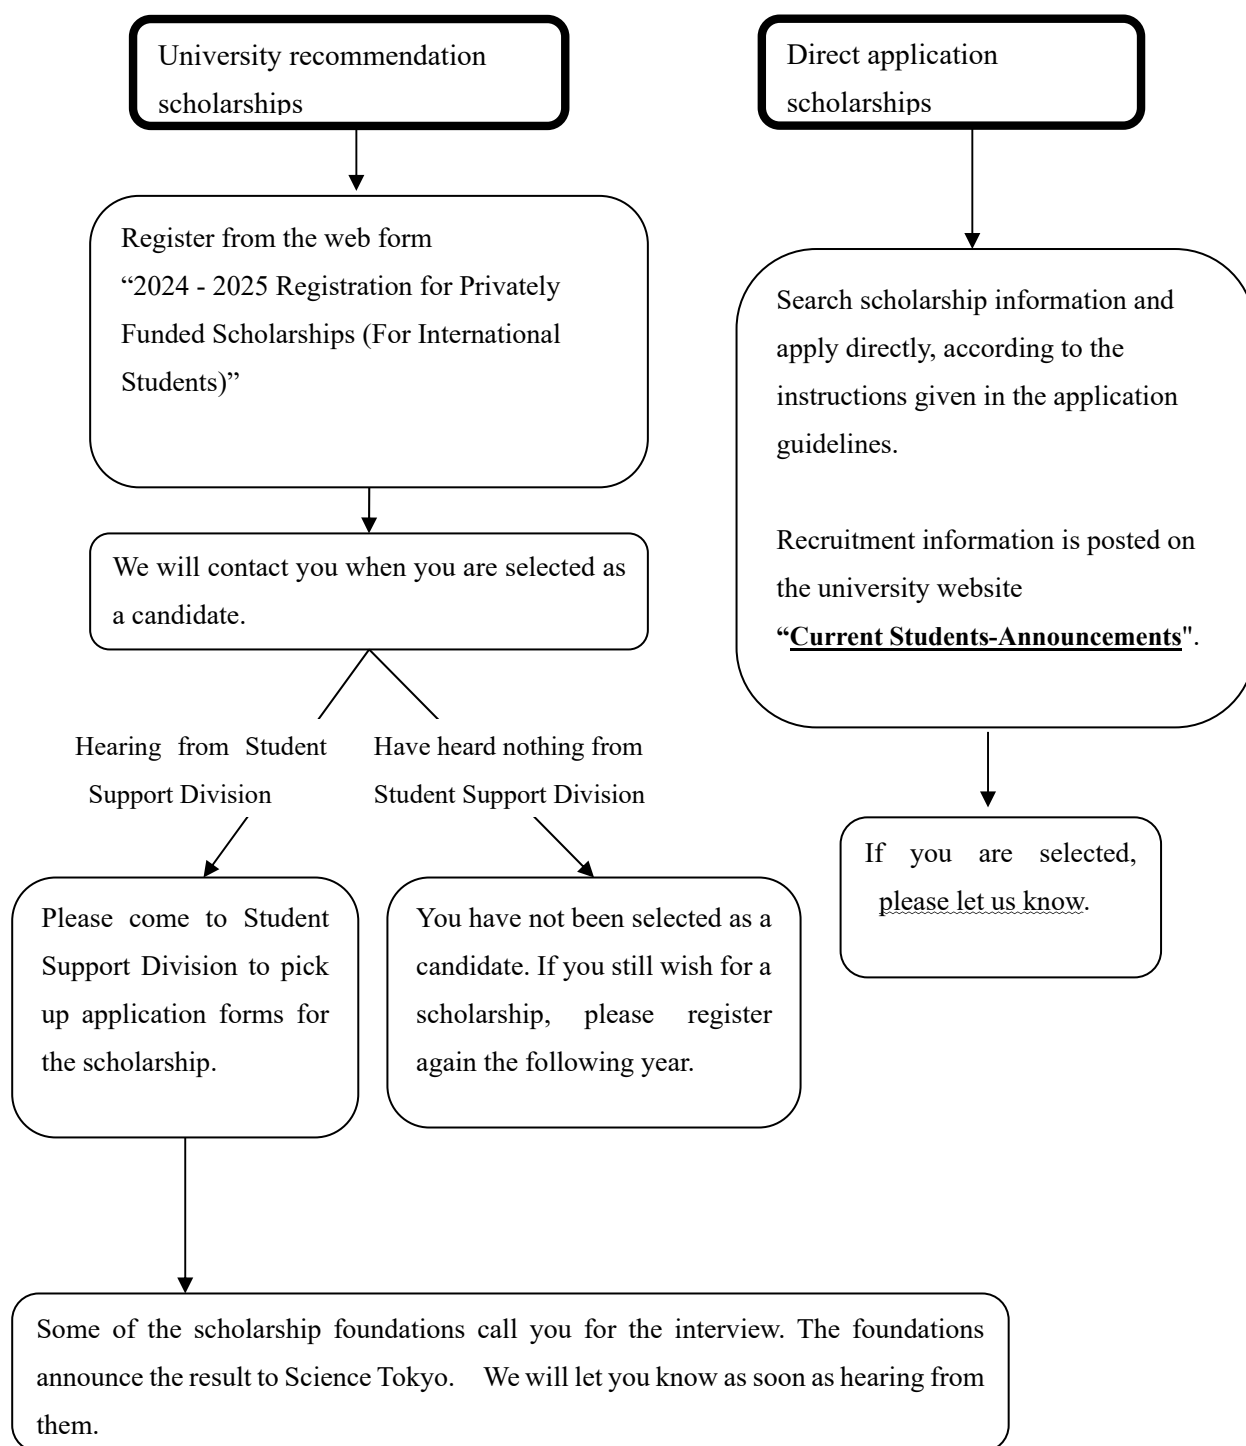 University recommendation
scholarships
Direct application
scholarships
Register from the web form
“2024 - 2025 Registration for Privately
Funded Scholarships (For International
Students)”
Search scholarship information and
apply directly, according to the
instructions given in the application
guidelines.
Recruitment information is posted on
the university website
“Current Students-Announcements".
We will contact you when you are selected as
a candidate.
Hearing from Student
Support Division
Have heard nothing from
Student Support Division
If you are selected,
please let us know.
Please come to Student
Support Division to pick
up application forms for
the scholarship.
You have not been selected as a
candidate. If you still wish for a
scholarship, please register
again the following year.
Some of the scholarship foundations call you for the interview. The foundations
announce the result to Science Tokyo. We will let you know as soon as hearing from
them.